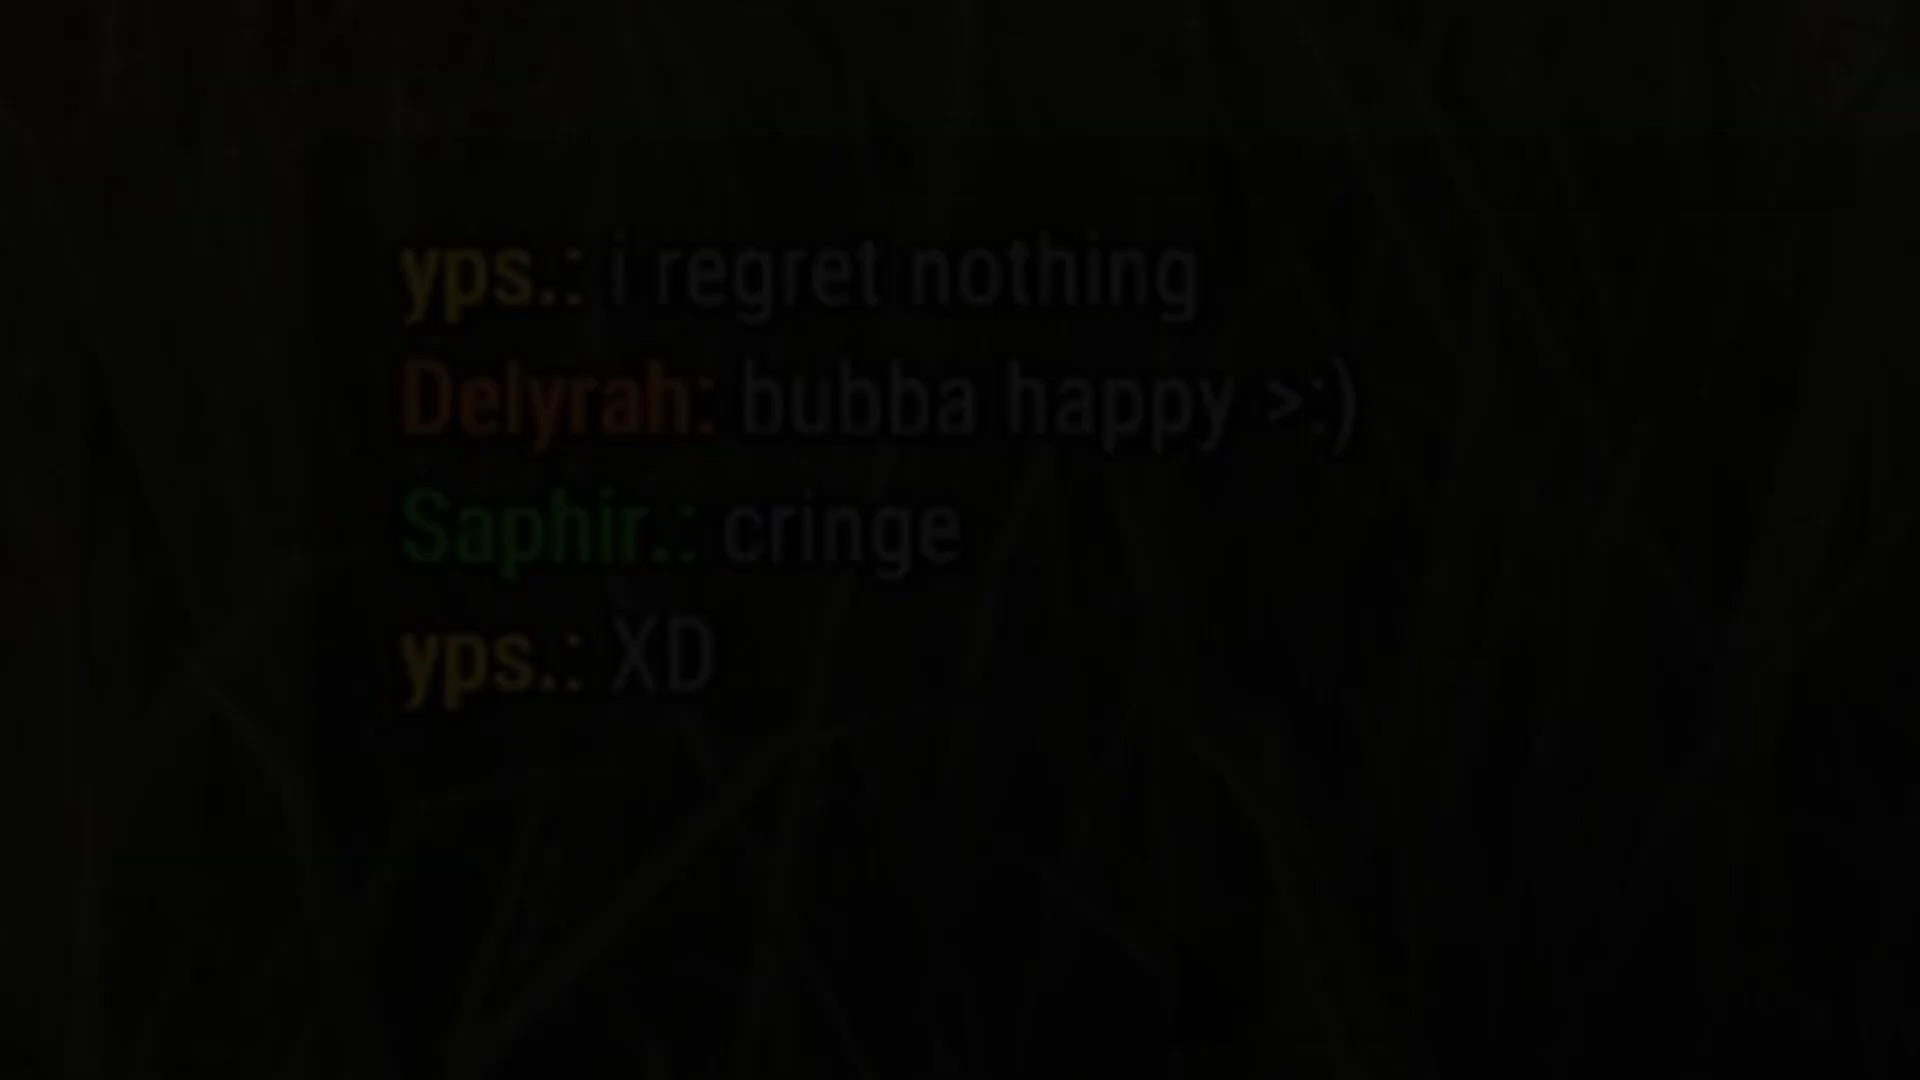 yps.: i regret nothing
Delyrah: bubba happy >:)
Saphir.: cringe
yps.: XD